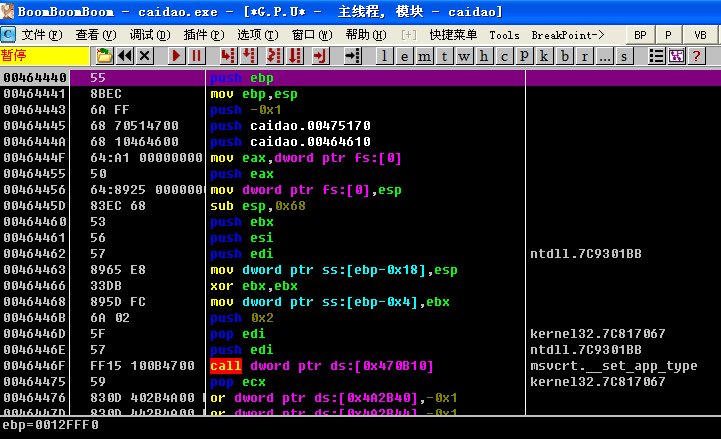 BoomBoomBoom - caidao.exe - [*G.P.U* - 主线程, 模块 - caidao]
C 文件(F) 查看(V) 调试(D) 插件(P) 选项(T) 窗口(W) 帮助(H) [+] 快捷菜单 Tools BreakPoint-> BP P VB
暂停 l e m t w h c p k b r ... s ?
00464440 55 push ebp
00464441 8BEC mov ebp,esp
00464443 6A FF push -0x1
00464445 68 70514700 push caidao.00475170
0046444A 68 10464600 push caidao.00464610
0046444F 64:A1 00000000 mov eax,dword ptr fs:[0]
00464455 50 push eax
00464456 64:8925 0000000 mov dword ptr fs:[0],esp
0046445D 83EC 68 sub esp,0x68
00464460 53 push ebx
00464461 56 push esi
00464462 57 push edi ntdll.7C9301BB
00464463 8965 E8 mov dword ptr ss:[ebp-0x18],esp
00464466 33DB xor ebx,ebx
00464468 895D FC mov dword ptr ss:[ebp-0x4],ebx
0046446B 6A 02 push 0x2
0046446D 5F pop edi kernel32.7C817067
0046446E 57 push edi ntdll.7C9301BB
0046446F FF15 100B4700 call dword ptr ds:[0x470B10] msvcrt.__set_app_type
00464475 59 pop ecx kernel32.7C817067
00464476 830D 402B4A00 or dword ptr ds:[0x4A2B40],-0x1
0046447D 830D 442B4A00 or dword ptr ds:[0x4A2B44],-0x1
ebp=0012FFF0